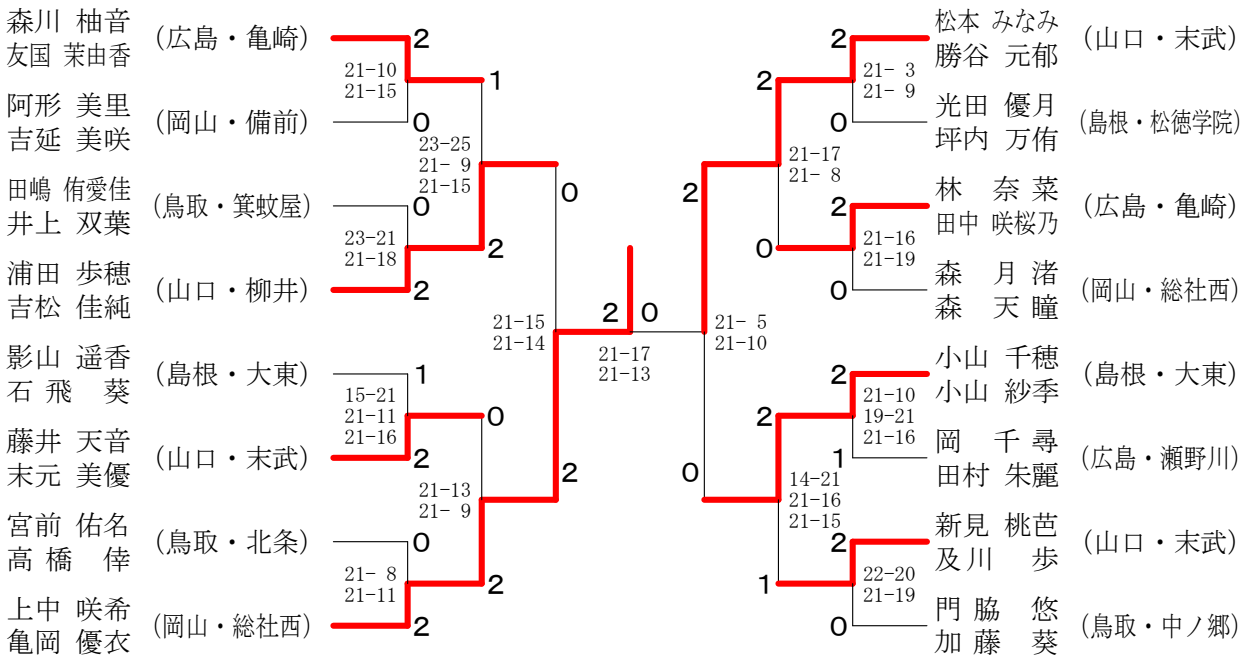 森川 柚音
友国 茉由香
(広島・亀崎)
2
21-10
21-15
阿形 美里
吉延 美咲
(岡山・備前)
0
1
23-25
21- 9
21-15
田嶋 侑愛佳
井上 双葉
(鳥取・箕蚊屋)
0
23-21
21-18
2
浦田 歩穂
吉松 佳純
(山口・柳井)
2
0
21-15
21-14
影山 遥香
石飛 葵
(島根・大東)
1
15-21
21-11
21-16
0
藤井 天音
末元 美優
(山口・末武)
2
21-13
21- 9
2
宮前 佑名
高橋 倖
(鳥取・北条)
0
21- 8
21-11
2
上中 咲希
亀岡 優衣
(岡山・総社西)
2
2 0
21-17
21-13
松本 みなみ
勝谷 元郁
(山口・末武)
2
21- 3
21- 9
2
光田 優月
坪内 万侑
(島根・松徳学院)
0
21-17
21- 8
2
林 奈菜
田中 咲桜乃
(広島・亀崎)
2
21-16
21-19
0
森 月渚
森 天瞳
(岡山・総社西)
0
21- 5
21-10
小山 千穂
小山 紗季
(島根・大東)
2
21-10
19-21
21-16
2
岡 千尋
田村 朱麗
(広島・瀬野川)
1
0
14-21
21-16
21-15
新見 桃芭
及川 歩
(山口・末武)
2
22-20
21-19
1
門脇 悠
加藤 葵
(鳥取・中ノ郷)
0